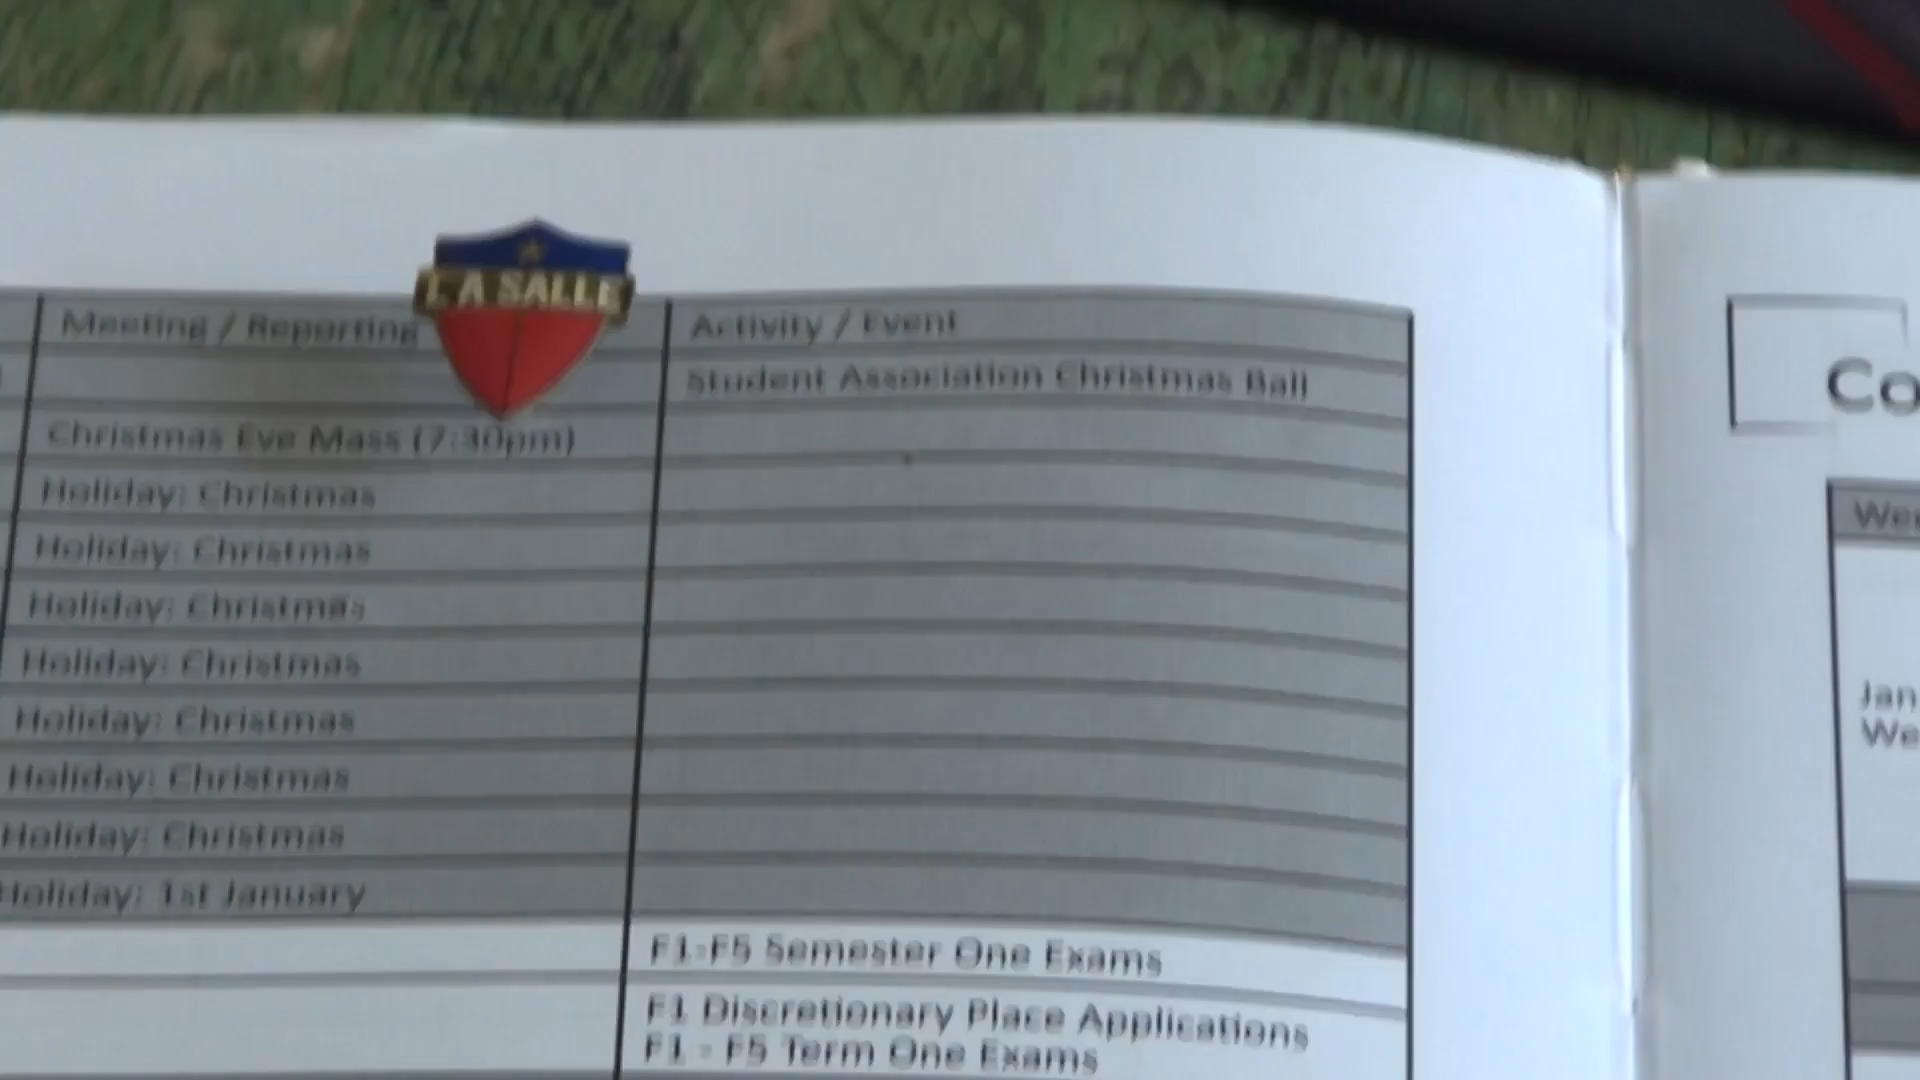 LA SALLE
Meeting / Reporting
Activity / Event
Student Association Christmas Ball
Christmas Eve Mass (7:30pm)
Holiday: Christmas
Holiday: Christmas
Holiday: Christmas
Holiday: Christmas
Holiday: Christmas
Holiday: Christmas
Holiday: Christmas
Holiday: 1st January
F1-F5 Semester One Exams
F1 Discretionary Place Applications
F1 - F5 Term One Exams
Co
Jan
We